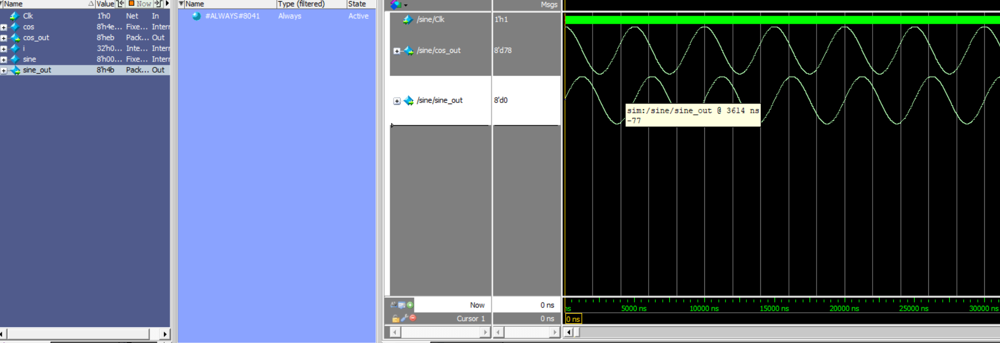 Name Value Now
Clk 1'h0 Net In
cos 8'h4e... Fixe... Interr
cos_out 8'heb Pack... Out
i 32'h0... Inte... Interr
sine 8'h00... Fixe... Interr
sine_out 8'h4b Pack... Out
Name Type (filtered) State
#ALWAYS#8041 Always Active
Msgs
/sine/Clk 1'h1
/sine/cos_out 8'd78
/sine/sine_out 8'd0
sim:/sine/sine_out @ 3614 ns
-77
Now 0 ns
Cursor 1 0 ns
ns 5000 ns 10000 ns 15000 ns 20000 ns 25000 ns 30000 ns
0 ns